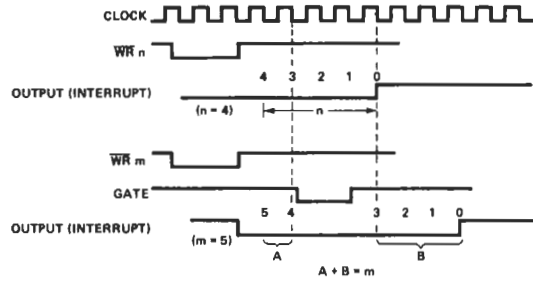 CLOCK
WR n
4 3 2 1 0
OUTPUT (INTERRUPT)
(n = 4)
n
WR m
GATE
5 4 3 2 1 0
OUTPUT (INTERRUPT)
(m = 5)
A B
A + B = m